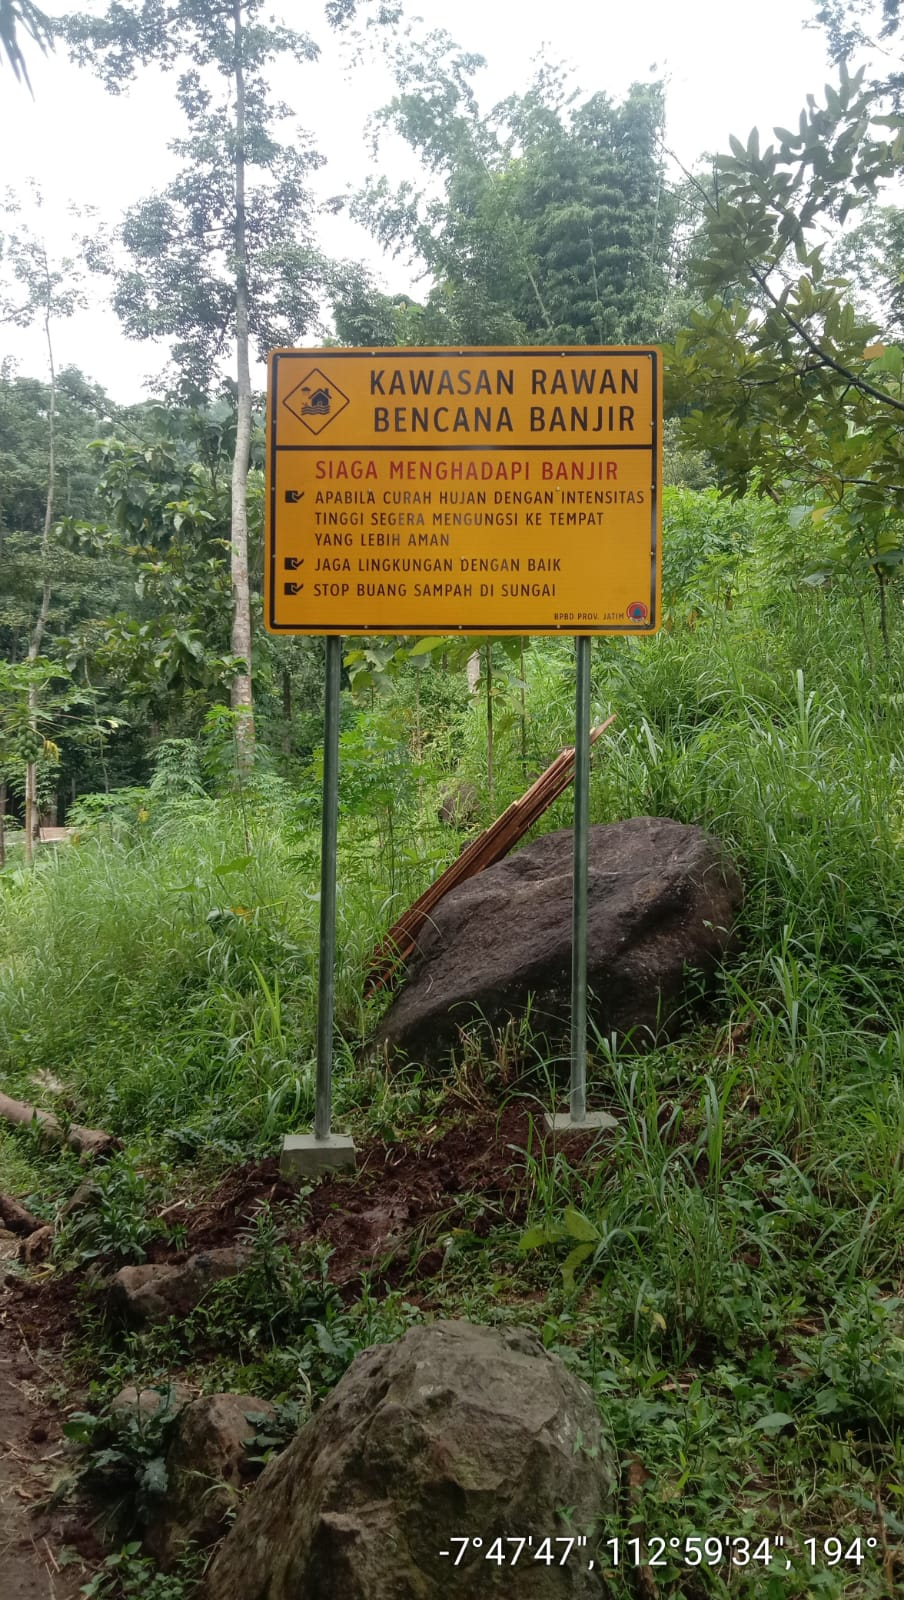 KAWASAN RAWAN
BENCANA BANJIR
SIAGA MENGHADAPI BANJIR
APABILA CURAH HUJAN DENGAN INTENSITAS
TINGGI SEGERA MENGUNGSI KE TEMPAT
YANG LEBIH AMAN
JAGA LINGKUNGAN DENGAN BAIK
STOP BUANG SAMPAH DI SUNGAI
BPBD PROV. JATIM
-7°47'47", 112°59'34", 194°